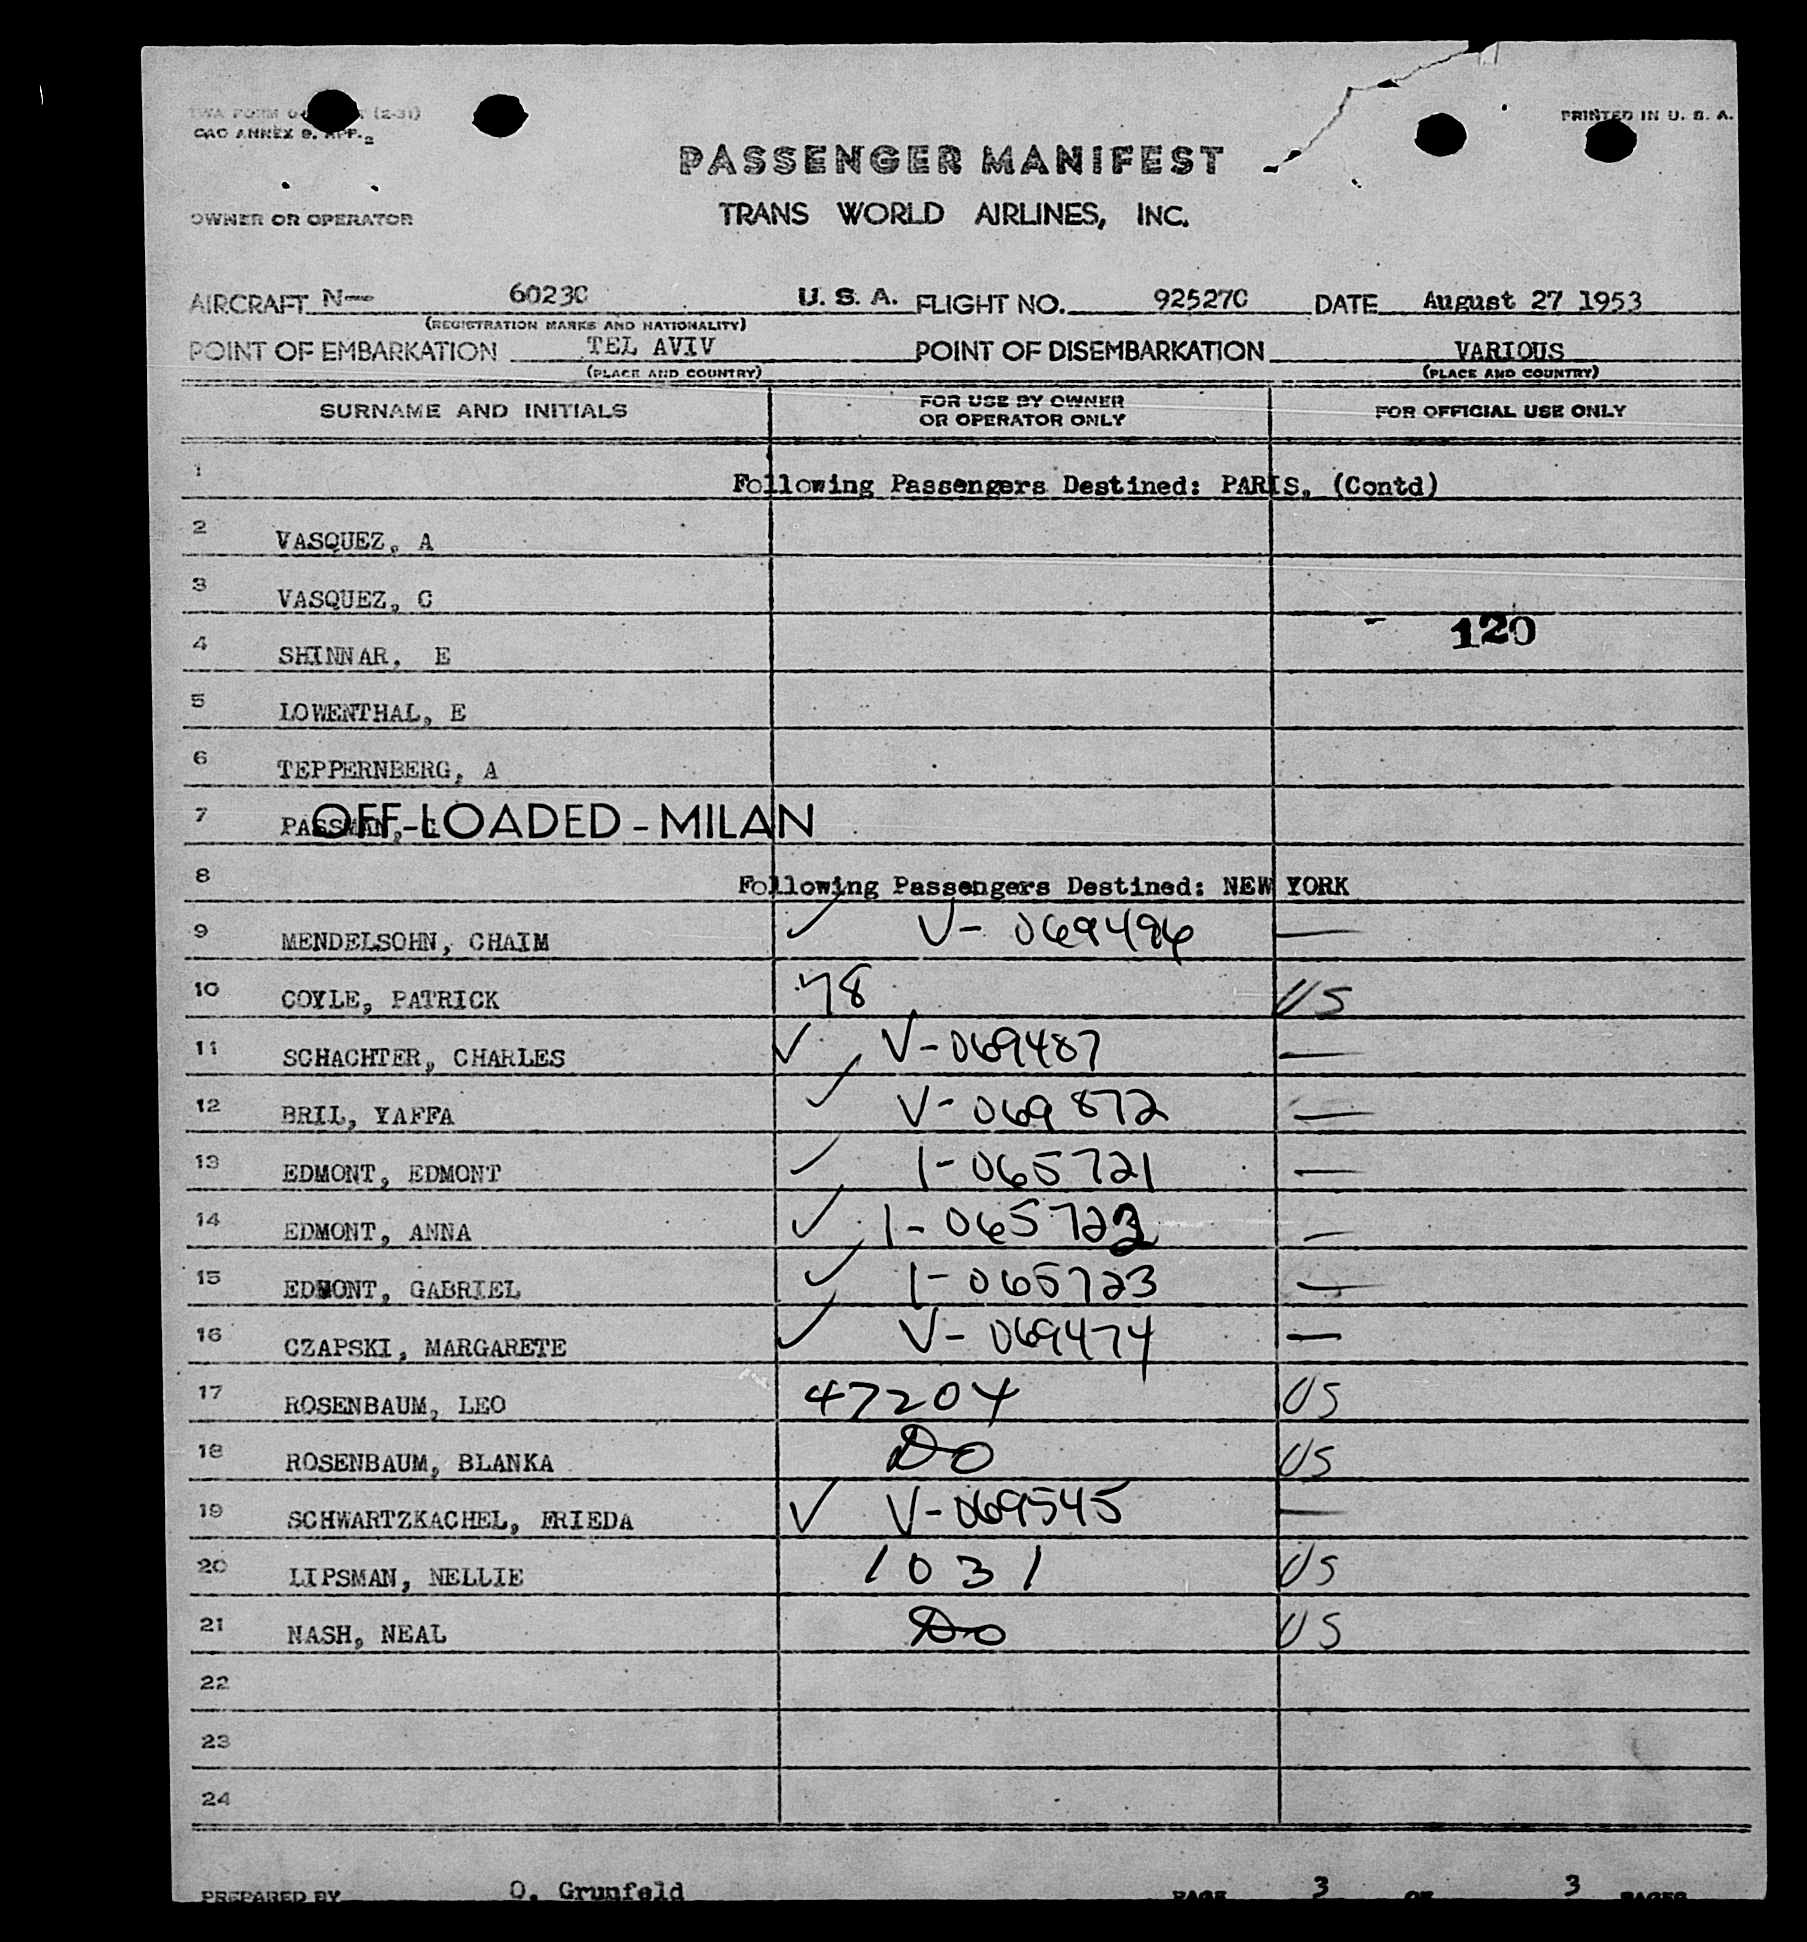 TWA FORM (2-51)
CAO ANNEX 9. APP. 2
PRINTED IN U. S. A.
PASSENGER MANIFEST
OWNER OR OPERATOR
TRANS WORLD AIRLINES, INC.
AIRCRAFT N-- 6023C U. S. A. FLIGHT NO. 92527C DATE August 27 1953
(REGISTRATION MARKS AND NATIONALITY)
POINT OF EMBARKATION TEL AVIV POINT OF DISEMBARKATION VARIOUS
(PLACE AND COUNTRY) (PLACE AND COUNTRY)
SURNAME AND INITIALS FOR USE BY OWNER OR OPERATOR ONLY FOR OFFICIAL USE ONLY
1 Following Passengers Destined: PARIS, (Contd)
2 VASQUEZ, A
3 VASQUEZ, C
120
4 SHINNAR, E
5 LOWENTHAL, E
6 TEPPERNBERG, A
7 PASSMAN, OFF-LOADED - MILAN
8 Following Passengers Destined: NEW YORK
9 MENDELSOHN, CHAIM ✓ V- 069496 —
10 COYLE, PATRICK 78 US
11 SCHACHTER, CHARLES ✓ V-069487 —
12 BRIL, YAFFA ✓ V-069872 —
13 EDMONT, EDMONT ✓ 1-065721 —
14 EDMONT, ANNA ✓ 1-065722 —
15 EDMONT, GABRIEL ✓ 1-065723 —
16 CZAPSKI, MARGARETE ✓ V-069474 —
17 ROSENBAUM, LEO 47204 US
18 ROSENBAUM, BLANKA Do US
19 SCHWARTZKACHEL, FRIEDA ✓ V-069545 —
20 LIPSMAN, NELLIE 1031 US
21 NASH, NEAL Do US
22
23
24
PREPARED BY O. Grunfeld PAGE 3 OF 3 PAGES